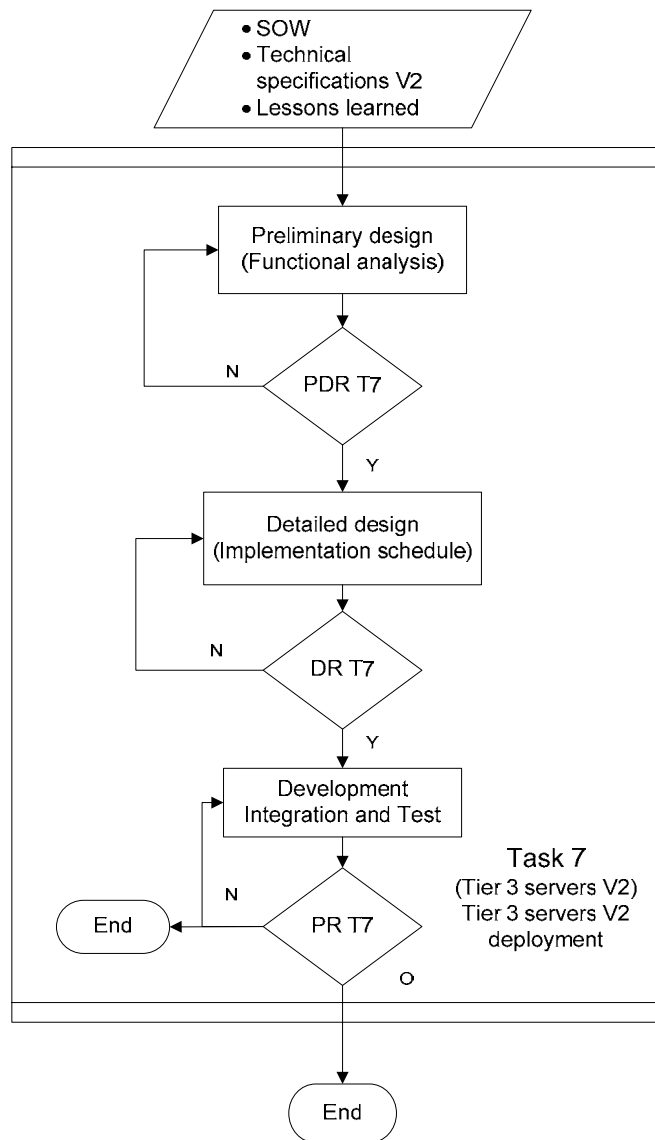 • SOW
• Technical
specifications V2
• Lessons learned
Preliminary design
(Functional analysis)
N
PDR T7
Y
Detailed design
(Implementation schedule)
N
DR T7
Y
Development
Integration and Test
N
End
PR T7
Task 7
(Tier 3 servers V2)
Tier 3 servers V2
deployment
O
End